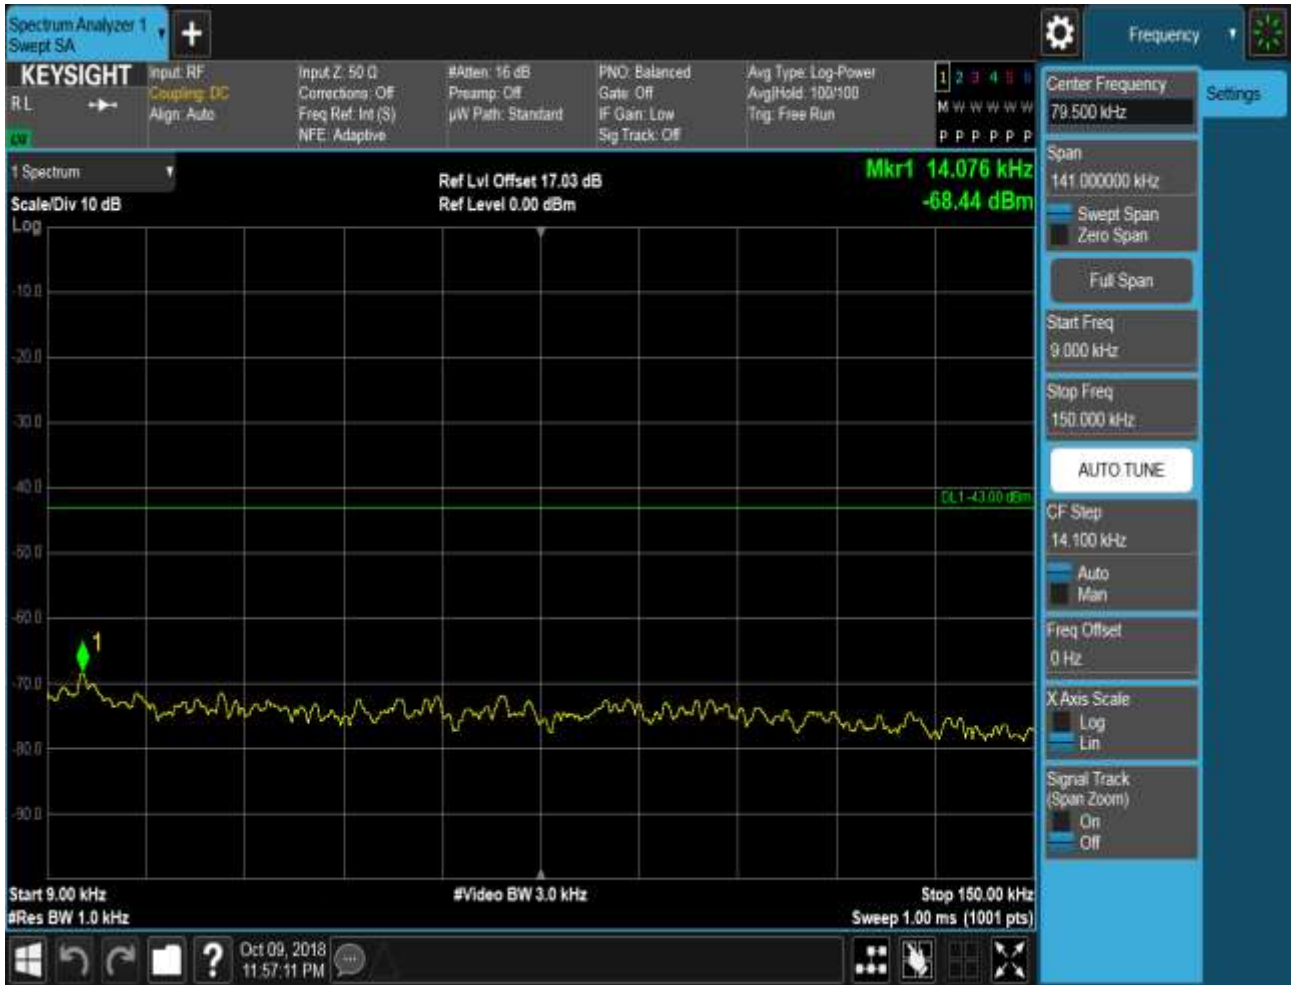 Spectrum Analyzer 1
Swept SA
Frequency
KEYSIGHT
RL
Input: RF
Coupling: DC
Align: Auto
Input Z: 50 Ω
Corrections: Off
Freq Ref: Int (S)
NFE: Adaptive
#Atten: 16 dB
Preamp: Off
µW Path: Standard
PNO: Balanced
Gate: Off
IF Gain: Low
Sig Track: Off
Avg Type: Log-Power
Avg|Hold: 100/100
Trig: Free Run
1 2 3 4 5 6
M W W W W W
P P P P P P
1 Spectrum
Scale/Div 10 dB
Log
Ref Lvl Offset 17.03 dB
Ref Level 0.00 dBm
Mkr1 14.076 kHz
-68.44 dBm
-10.0
-20.0
-30.0
-40.0
DL1 -43.00 dBm
-50.0
-60.0
1
-70.0
-80.0
-90.0
Start 9.00 kHz
#Res BW 1.0 kHz
#Video BW 3.0 kHz
Stop 150.00 kHz
Sweep 1.00 ms (1001 pts)
Oct 09, 2018
11:57:11 PM
Center Frequency
79.500 kHz
Settings
Span
141.000000 kHz
Swept Span
Zero Span
Full Span
Start Freq
9.000 kHz
Stop Freq
150.000 kHz
AUTO TUNE
CF Step
14.100 kHz
Auto
Man
Freq Offset
0 Hz
X Axis Scale
Log
Lin
Signal Track
(Span Zoom)
On
Off